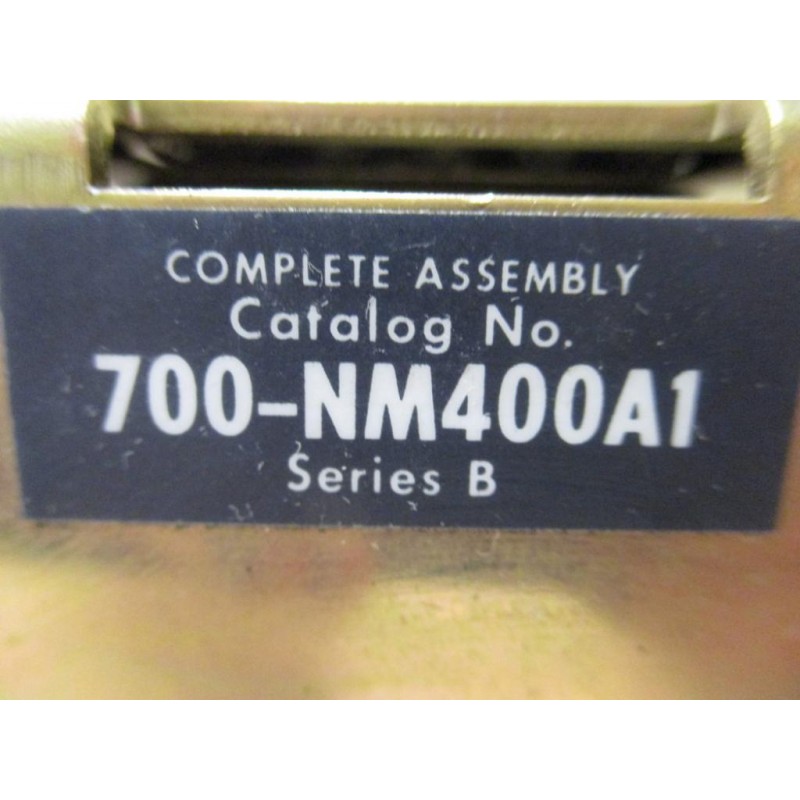 COMPLETE ASSEMBLY
Catalog No.
700-NM400A1
Series B